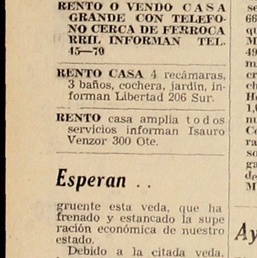 RENTO O VENDO CASA
GRANDE CON TELEFO-
NO CERCA DE FERROCA
RRIL INFORMAN TEL.
45—70
RENTO CASA 4 recámaras,
3 baños, cochera, jardín, in-
forman Libertad 206 Sur.
RENTO casa amplia todos
servicios informan Isauro
Venzor 300 Ote.
Esperan . .
gruente esta veda, que ha
frenado y estancado la supe
ración económica de nuestro
estado.
Debido a la citada veda,